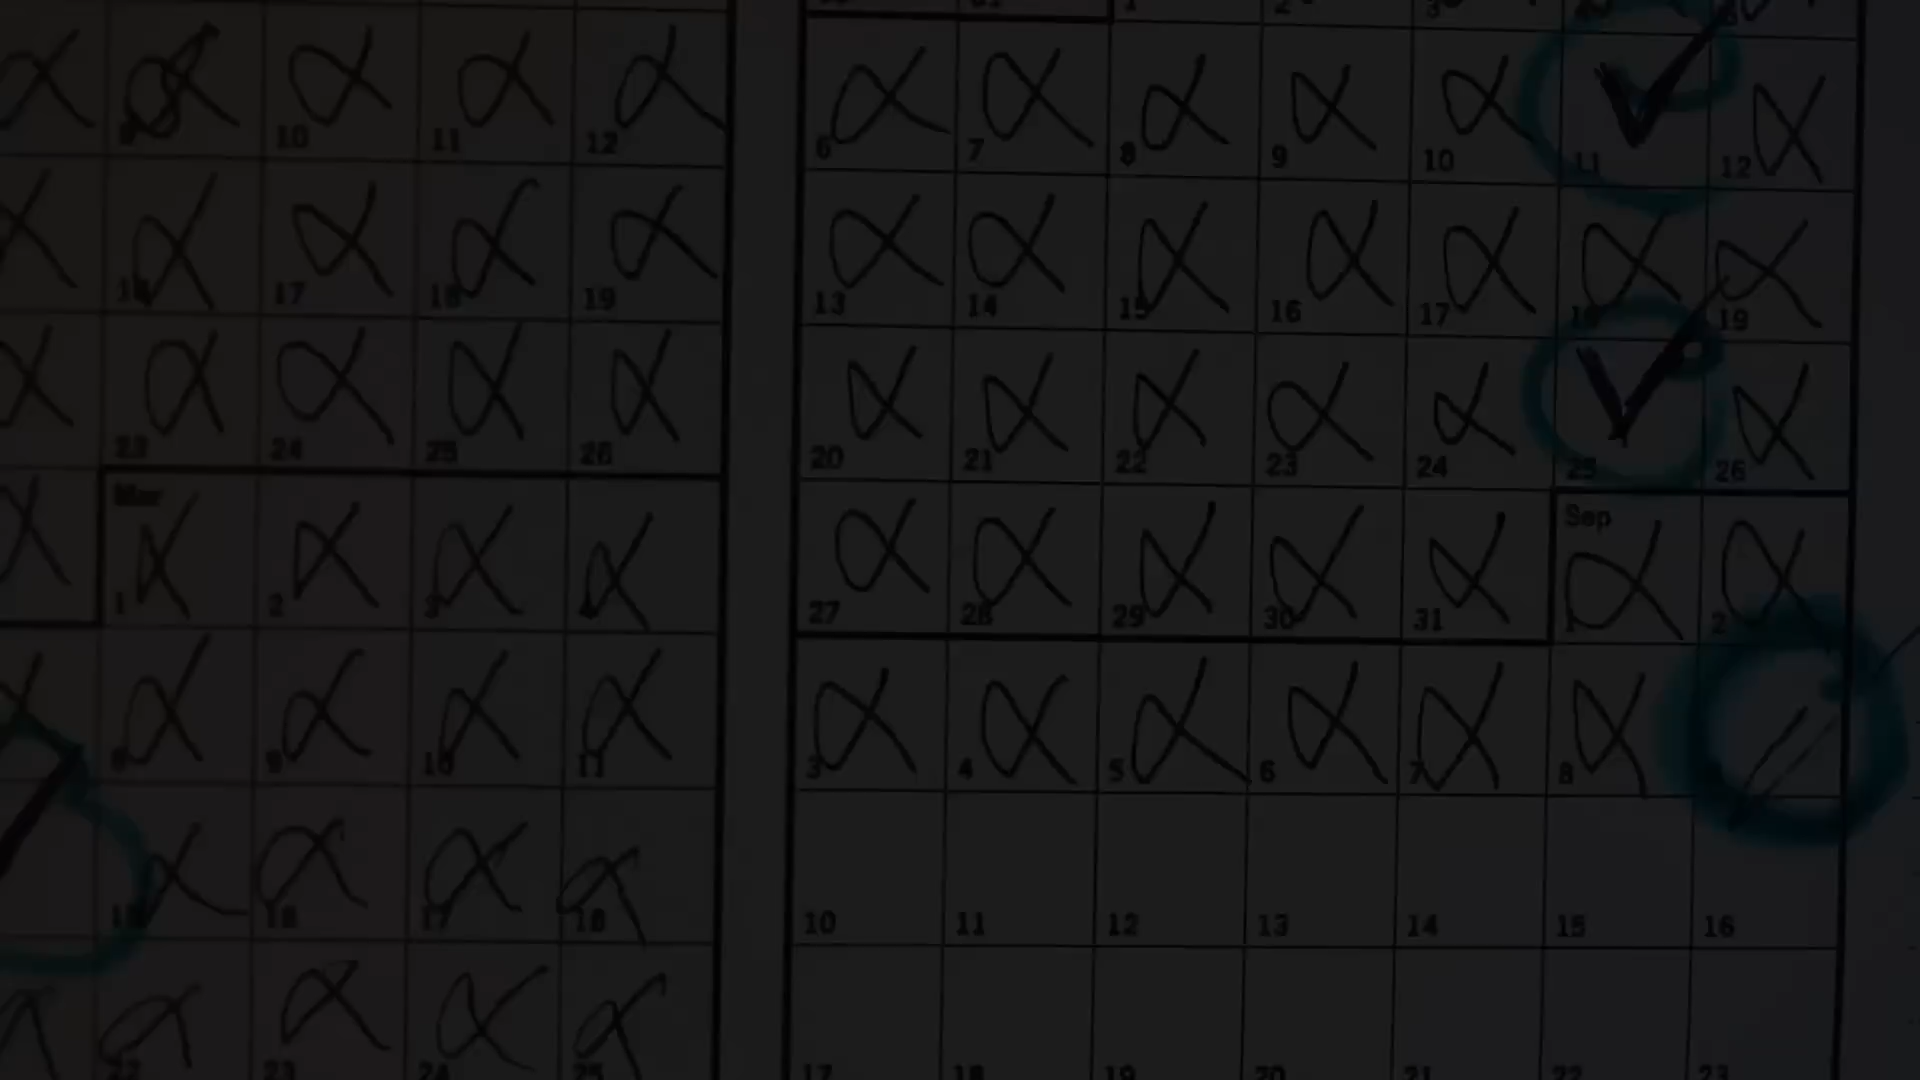 9 10 11 12
16 17 18 19
23 24 25 26
Mar
1 2 3 4
8 9 10 11
15 16 17 18
22 23 24 25
1 2 3
6 7 8 9 10 11 12
13 14 15 16 17 18 19
20 21 22 23 24 25 26
Sep
27 28 29 30 31 1 2
3 4 5 6 7 8
10 11 12 13 14 15 16
17 18 19 20 21 22 23